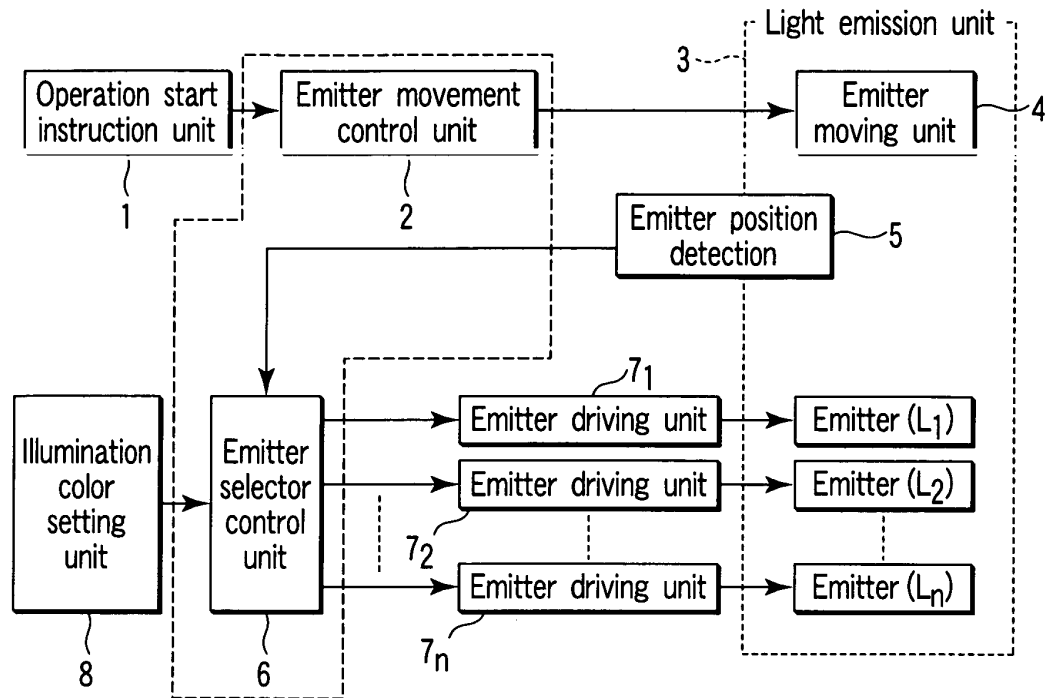 Light emission unit
3
Operation start
instruction unit
1
Emitter movement
control unit
2
Emitter
moving unit
4
Emitter position
detection
5
Illumination
color
setting
unit
8
Emitter
selector
control
unit
6
7₁
Emitter driving unit
Emitter (L₁)
Emitter driving unit
7₂
Emitter (L₂)
Emitter driving unit
7ₙ
Emitter (Lₙ)